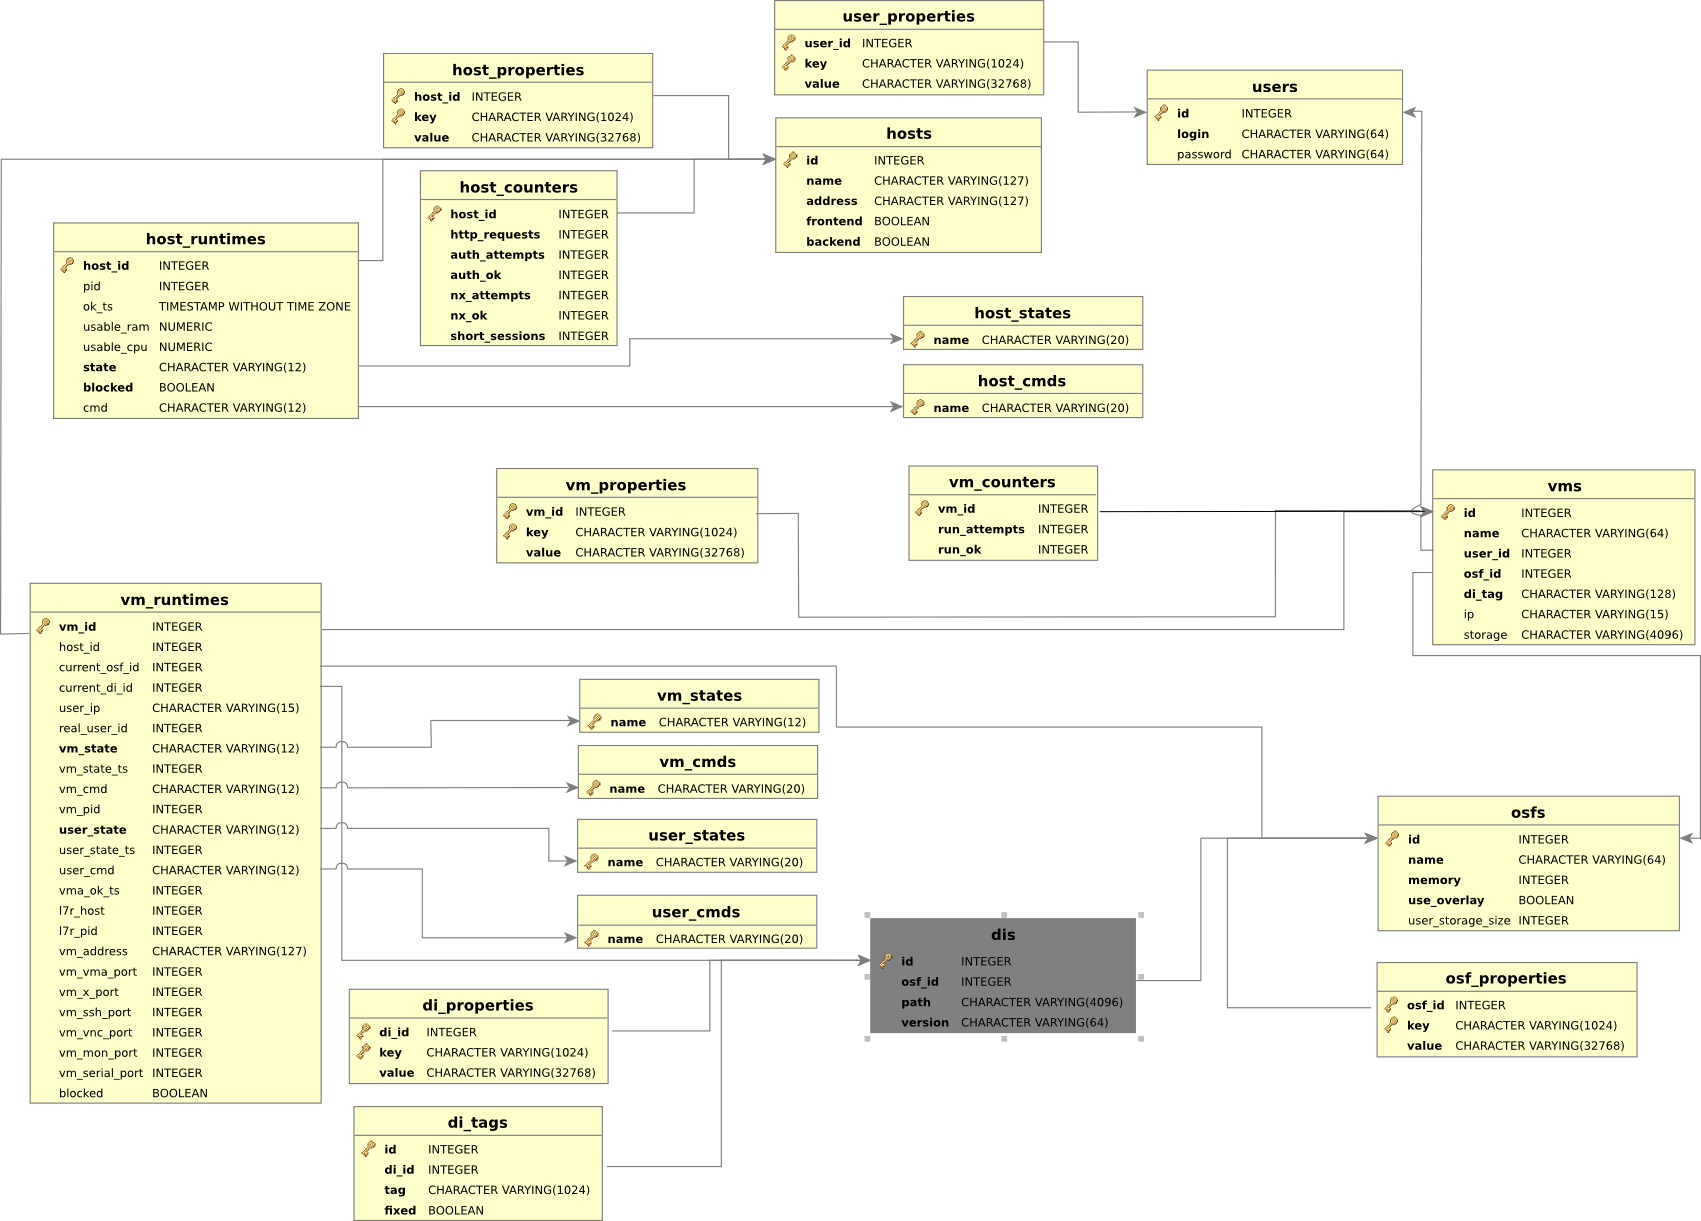 user_properties
user_id INTEGER
key CHARACTER VARYING(1024)
value CHARACTER VARYING(32768)
host_properties
host_id INTEGER
key CHARACTER VARYING(1024)
value CHARACTER VARYING(32768)
users
id INTEGER
login CHARACTER VARYING(64)
password CHARACTER VARYING(64)
hosts
id INTEGER
name CHARACTER VARYING(127)
address CHARACTER VARYING(127)
frontend BOOLEAN
backend BOOLEAN
host_counters
host_id INTEGER
http_requests INTEGER
auth_attempts INTEGER
auth_ok INTEGER
nx_attempts INTEGER
nx_ok INTEGER
short_sessions INTEGER
host_runtimes
host_id INTEGER
pid INTEGER
ok_ts TIMESTAMP WITHOUT TIME ZONE
usable_ram NUMERIC
usable_cpu NUMERIC
state CHARACTER VARYING(12)
blocked BOOLEAN
cmd CHARACTER VARYING(12)
host_states
name CHARACTER VARYING(20)
host_cmds
name CHARACTER VARYING(20)
vm_properties
vm_id INTEGER
key CHARACTER VARYING(1024)
value CHARACTER VARYING(32768)
vm_counters
vm_id INTEGER
run_attempts INTEGER
run_ok INTEGER
vms
id INTEGER
name CHARACTER VARYING(64)
user_id INTEGER
osf_id INTEGER
di_tag CHARACTER VARYING(128)
ip CHARACTER VARYING(15)
storage CHARACTER VARYING(4096)
vm_runtimes
vm_id INTEGER
host_id INTEGER
current_osf_id INTEGER
current_di_id INTEGER
user_ip CHARACTER VARYING(15)
real_user_id INTEGER
vm_state CHARACTER VARYING(12)
vm_state_ts INTEGER
vm_cmd CHARACTER VARYING(12)
vm_pid INTEGER
user_state CHARACTER VARYING(12)
user_state_ts INTEGER
user_cmd CHARACTER VARYING(12)
vma_ok_ts INTEGER
l7r_host INTEGER
l7r_pid INTEGER
vm_address CHARACTER VARYING(127)
vm_vma_port INTEGER
vm_x_port INTEGER
vm_ssh_port INTEGER
vm_vnc_port INTEGER
vm_mon_port INTEGER
vm_serial_port INTEGER
blocked BOOLEAN
vm_states
name CHARACTER VARYING(12)
vm_cmds
name CHARACTER VARYING(20)
user_states
name CHARACTER VARYING(20)
user_cmds
name CHARACTER VARYING(20)
osfs
id INTEGER
name CHARACTER VARYING(64)
memory INTEGER
use_overlay BOOLEAN
user_storage_size INTEGER
dis
id INTEGER
osf_id INTEGER
path CHARACTER VARYING(4096)
version CHARACTER VARYING(64)
osf_properties
osf_id INTEGER
key CHARACTER VARYING(1024)
value CHARACTER VARYING(32768)
di_properties
di_id INTEGER
key CHARACTER VARYING(1024)
value CHARACTER VARYING(32768)
di_tags
id INTEGER
di_id INTEGER
tag CHARACTER VARYING(1024)
fixed BOOLEAN